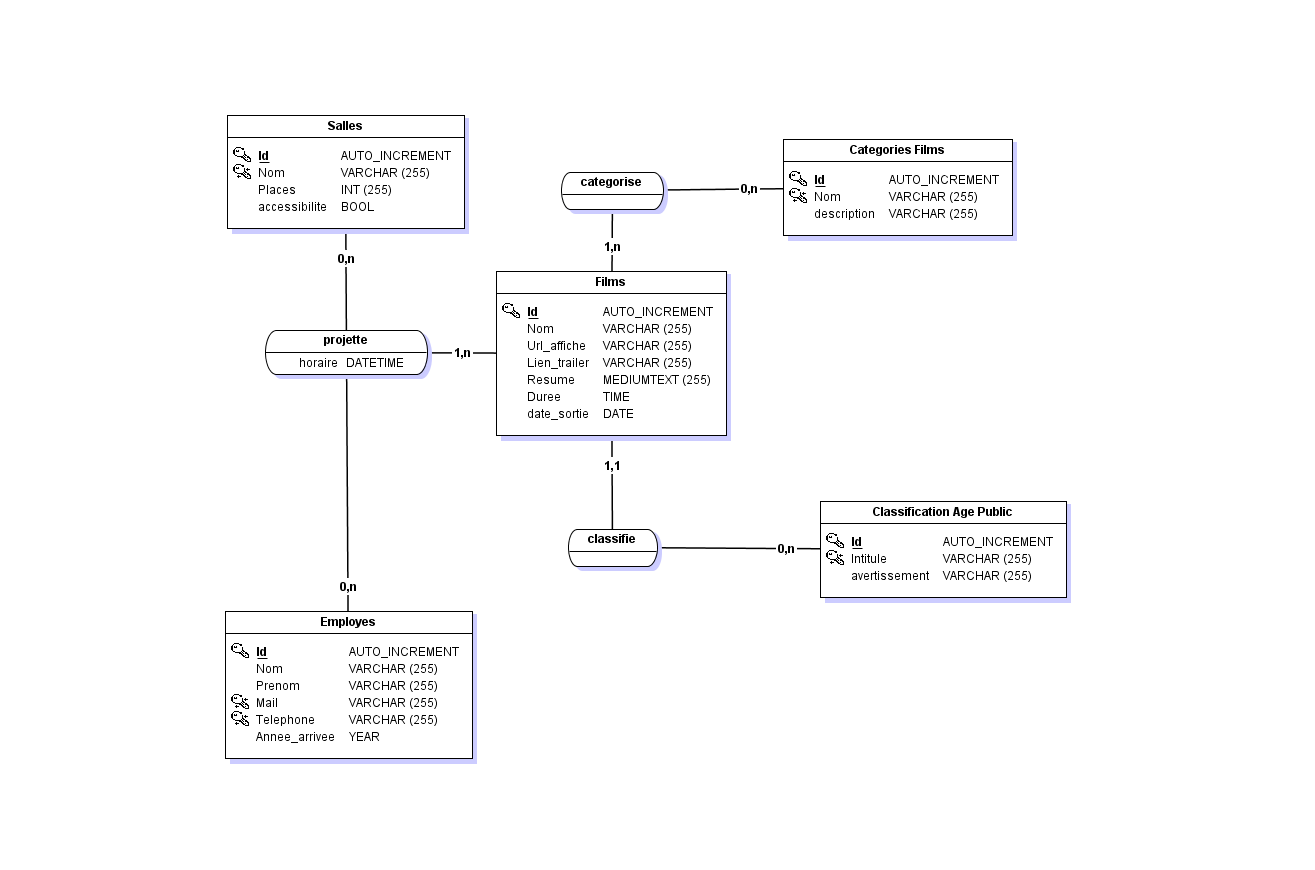 Salles
Id AUTO_INCREMENT
Nom VARCHAR (255)
Places INT (255)
accessibilite BOOL
categorise
0,n
Categories Films
Id AUTO_INCREMENT
Nom VARCHAR (255)
description VARCHAR (255)
1,n
0,n
Films
Id AUTO_INCREMENT
Nom VARCHAR (255)
Url_affiche VARCHAR (255)
Lien_trailer VARCHAR (255)
Resume MEDIUMTEXT (255)
Duree TIME
date_sortie DATE
projette
horaire DATETIME
1,n
1,1
classifie
0,n
Classification Age Public
Id AUTO_INCREMENT
Intitule VARCHAR (255)
avertissement VARCHAR (255)
0,n
Employes
Id AUTO_INCREMENT
Nom VARCHAR (255)
Prenom VARCHAR (255)
Mail VARCHAR (255)
Telephone VARCHAR (255)
Annee_arrivee YEAR